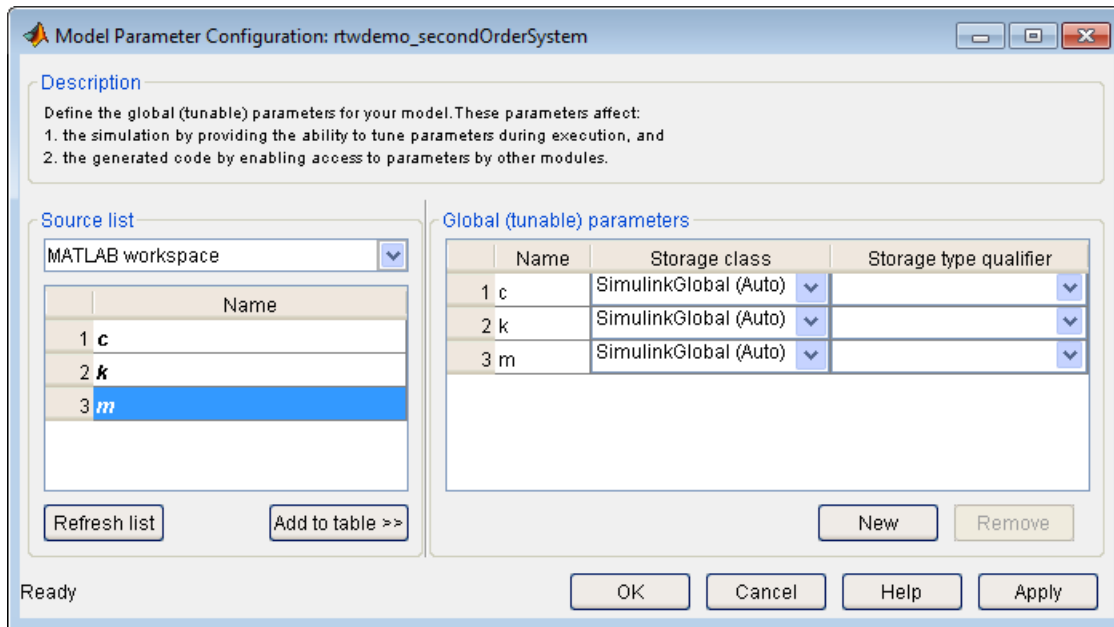 Model Parameter Configuration: rtwdemo_secondOrderSystem
Description
Define the global (tunable) parameters for your model.These parameters affect:
1. the simulation by providing the ability to tune parameters during execution, and
2. the generated code by enabling access to parameters by other modules.
Source list
MATLAB workspace
Name
1 c
2 k
3 m
Refresh list Add to table >>
Global (tunable) parameters
Name Storage class Storage type qualifier
1 c SimulinkGlobal (Auto)
2 k SimulinkGlobal (Auto)
3 m SimulinkGlobal (Auto)
New Remove
Ready OK Cancel Help Apply